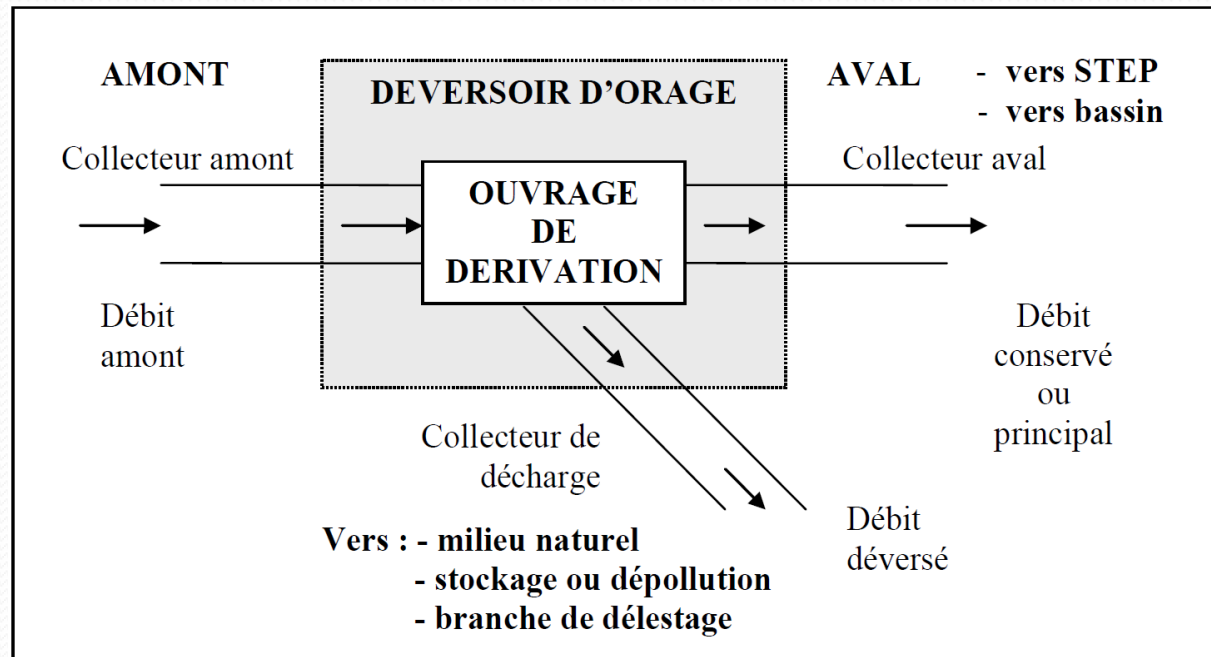 AMONT
DEVERSOIR D'ORAGE
AVAL - vers STEP
- vers bassin
Collecteur amont
Collecteur aval
OUVRAGE
DE
DERIVATION
Débit
amont
Débit
conservé
ou
principal
Collecteur de
décharge
Débit
déversé
Vers : - milieu naturel
- stockage ou dépollution
- branche de délestage